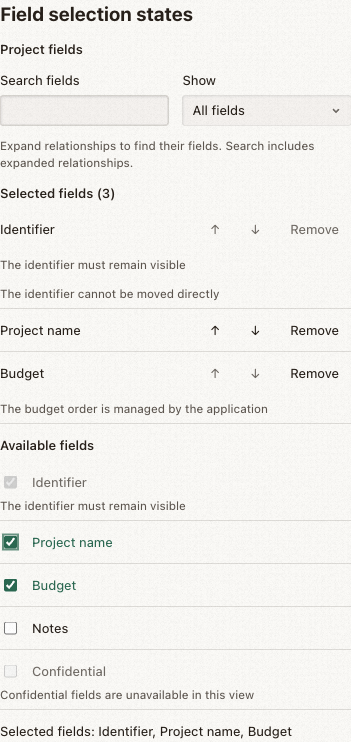 Field selection states
Project fields
Search fields
Show
All fields
Expand relationships to find their fields. Search includes
expanded relationships.
Selected fields (3)
Identifier ↑ ↓ Remove
The identifier must remain visible
The identifier cannot be moved directly
Project name ↑ ↓ Remove
Budget ↑ ↓ Remove
The budget order is managed by the application
Available fields
Identifier
The identifier must remain visible
Project name
Budget
Notes
Confidential
Confidential fields are unavailable in this view
Selected fields: Identifier, Project name, Budget